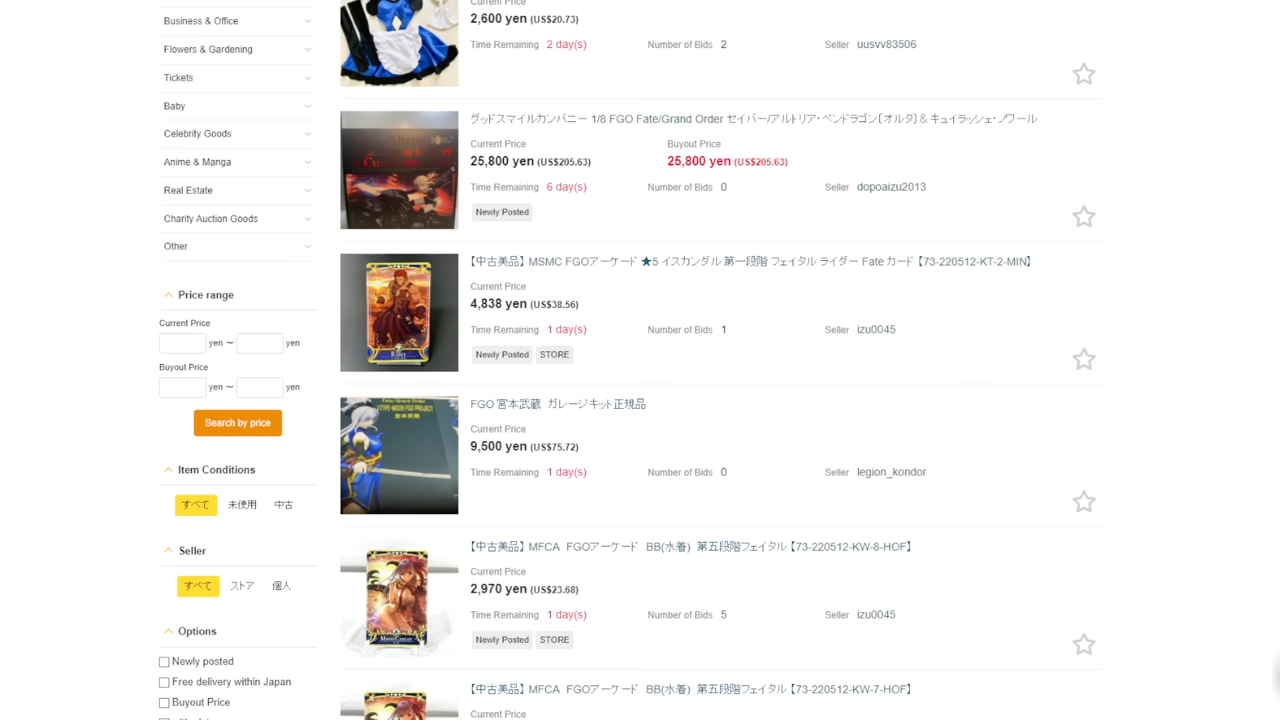 Business & Office
Flowers & Gardening
Tickets
Baby
Celebrity Goods
Anime & Manga
Real Estate
Charity Auction Goods
Other
Price range
Current Price
yen ~ yen
Buyout Price
yen ~ yen
Search by price
Item Conditions
すべて 未使用 中古
Seller
すべて ストア 個人
Options
Newly posted
Free delivery within Japan
Buyout Price
Current Price
2,600 yen (US$20.73)
Time Remaining 2 day(s) Number of Bids 2 Seller uusvv83506
グッドスマイルカンパニー 1/8 FGO Fate/Grand Order セイバー/アルトリア・ペンドラゴン〔オルタ〕＆キュイラッシェ・ノワール
Current Price Buyout Price
25,800 yen (US$205.63) 25,800 yen (US$205.63)
Time Remaining 6 day(s) Number of Bids 0 Seller dopoaizu2013
Newly Posted
【中古美品】 MSMC FGOアーケード ★5 イスカンダル 第一段階 フェイタル ライダー Fate カード 【73-220512-KT-2-MIN】
Current Price
4,838 yen (US$38.56)
Time Remaining 1 day(s) Number of Bids 1 Seller izu0045
Newly Posted STORE
Rider
FGO 宮本武蔵 ガレージキット正規品
Current Price
9,500 yen (US$75.72)
Time Remaining 1 day(s) Number of Bids 0 Seller legion_kondor
Fate/Grand Order
TYPE-MOON FGO PROJECT
宮本武蔵
【中古美品】 MFCA FGOアーケード BB(水着) 第五段階フェイタル 【73-220512-KW-8-HOF】
Current Price
2,970 yen (US$23.68)
Time Remaining 1 day(s) Number of Bids 5 Seller izu0045
Newly Posted STORE
MoonCancer
【中古美品】 MFCA FGOアーケード BB(水着) 第五段階フェイタル 【73-220512-KW-7-HOF】
Current Price